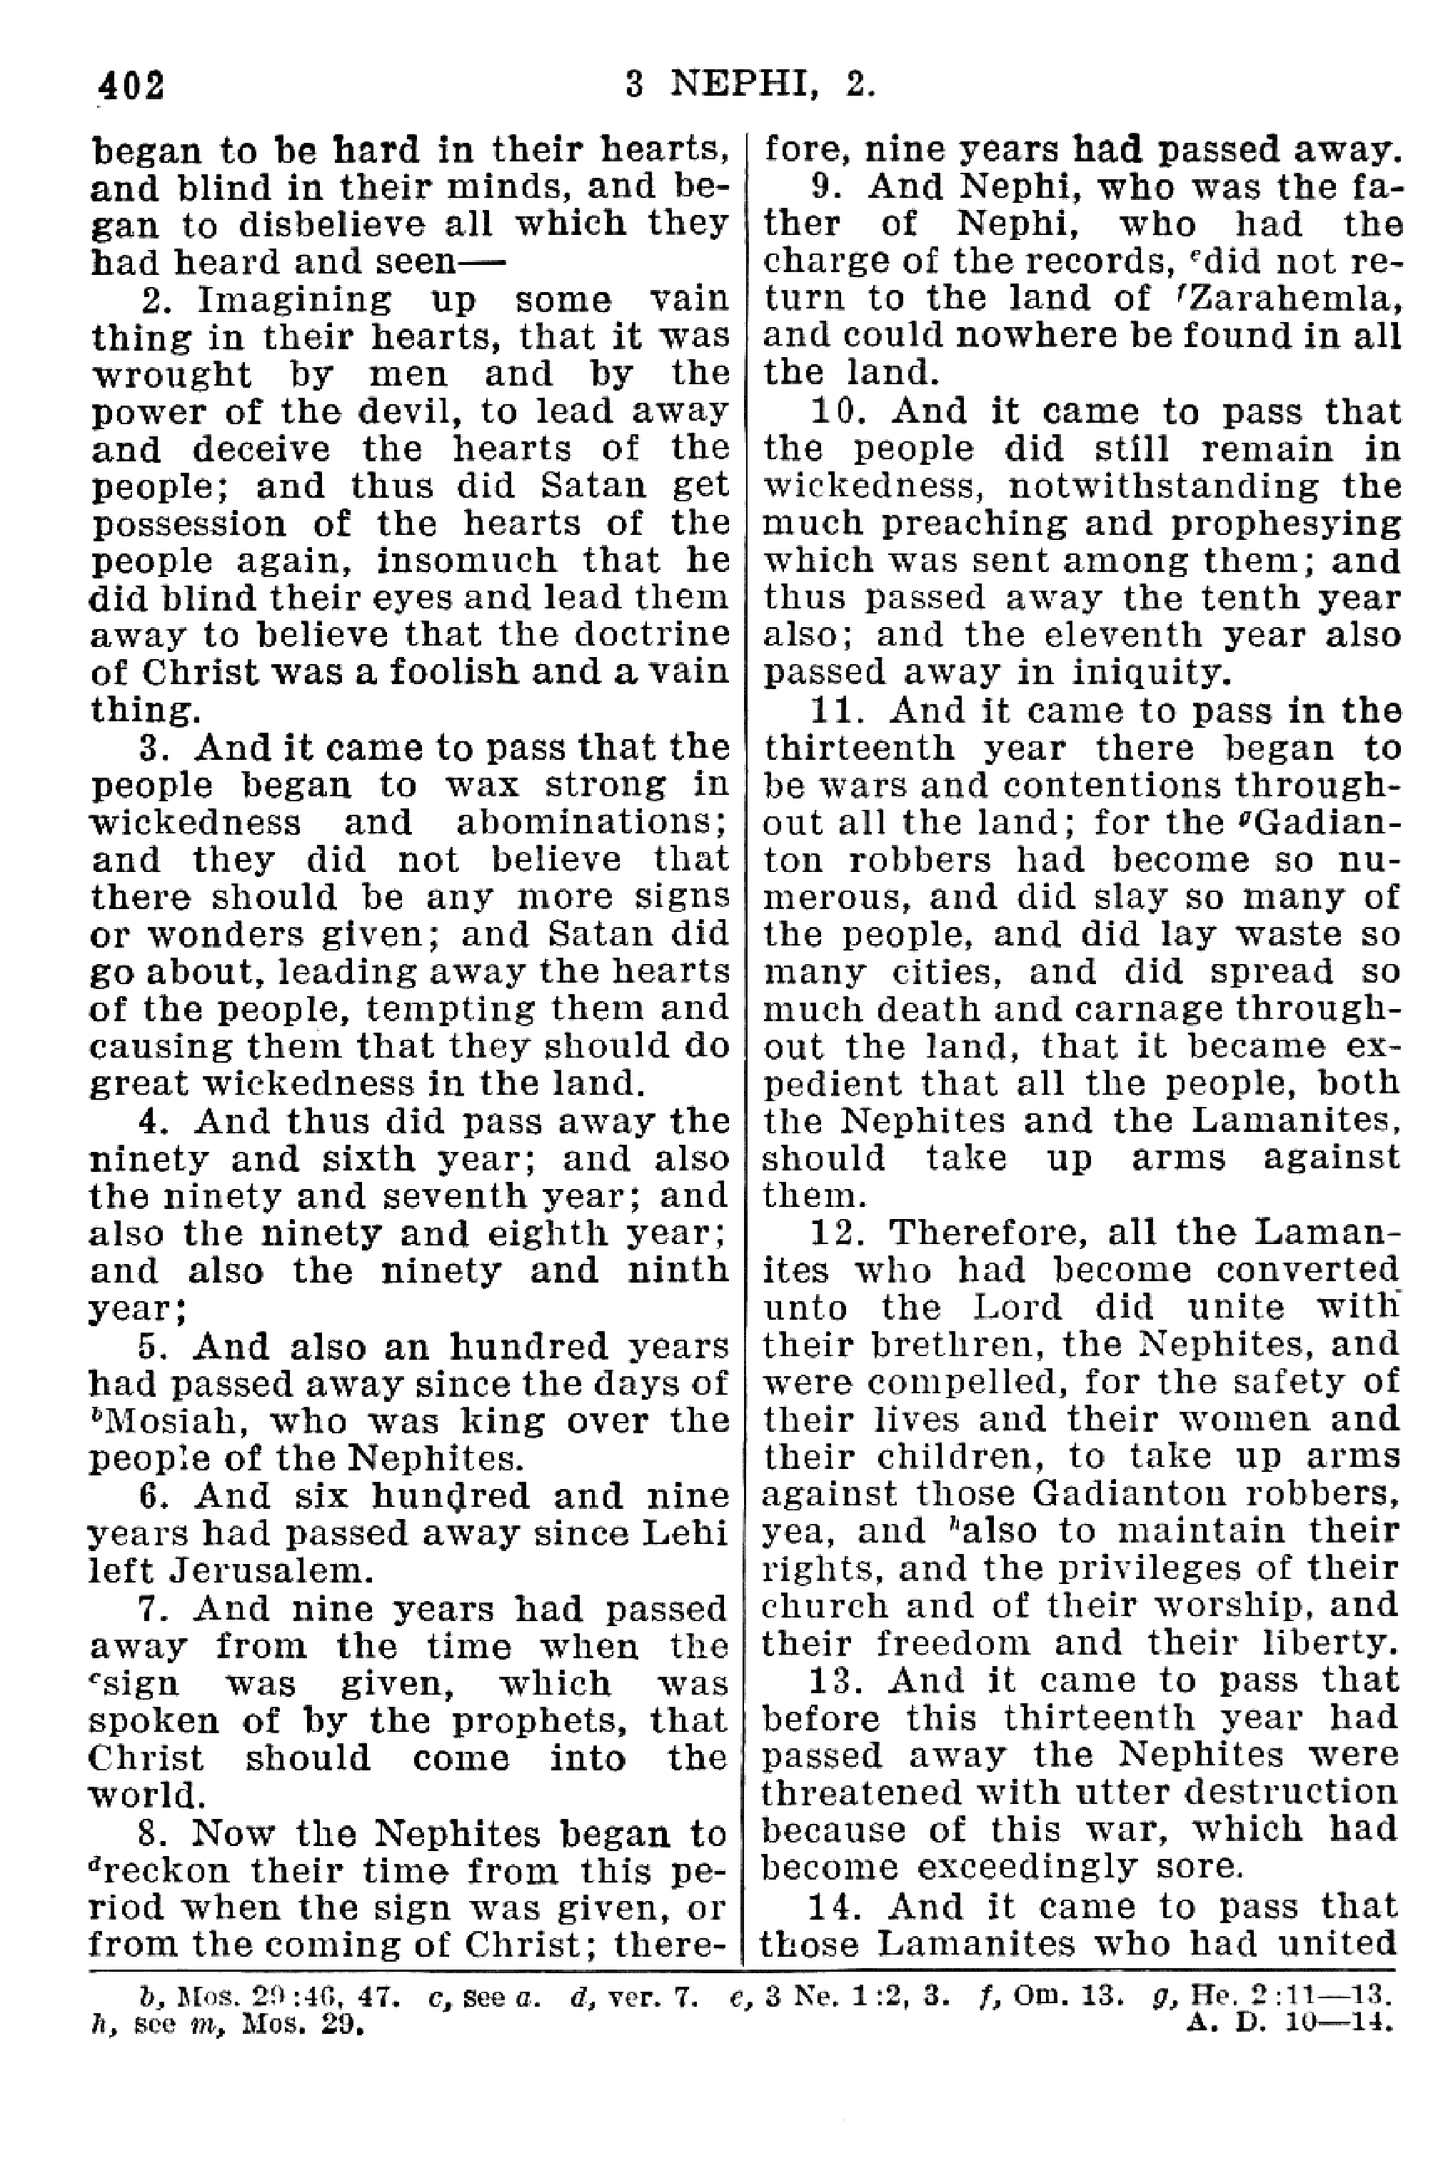 402
3 NEPHI, 2.
began to be hard in their hearts,
and blind in their minds, and be-
gan to disbelieve all which they
had heard and seen—
2. Imagining up some vain
thing in their hearts, that it was
wrought by men and by the
power of the devil, to lead away
and deceive the hearts of the
people; and thus did Satan get
possession of the hearts of the
people again, insomuch that he
did blind their eyes and lead them
away to believe that the doctrine
of Christ was a foolish and a vain
thing.
3. And it came to pass that the
people began to wax strong in
wickedness and abominations;
and they did not believe that
there should be any more signs
or wonders given; and Satan did
go about, leading away the hearts
of the people, tempting them and
causing them that they should do
great wickedness in the land.
4. And thus did pass away the
ninety and sixth year; and also
the ninety and seventh year; and
also the ninety and eighth year;
and also the ninety and ninth
year;
5. And also an hundred years
had passed away since the days of
bMosiah, who was king over the
people of the Nephites.
6. And six hundred and nine
years had passed away since Lehi
left Jerusalem.
7. And nine years had passed
away from the time when the
csign was given, which was
spoken of by the prophets, that
Christ should come into the
world.
8. Now the Nephites began to
dreckon their time from this pe-
riod when the sign was given, or
from the coming of Christ; there-
fore, nine years had passed away.
9. And Nephi, who was the fa-
ther of Nephi, who had the
charge of the records, edid not re-
turn to the land of fZarahemla,
and could nowhere be found in all
the land.
10. And it came to pass that
the people did still remain in
wickedness, notwithstanding the
much preaching and prophesying
which was sent among them; and
thus passed away the tenth year
also; and the eleventh year also
passed away in iniquity.
11. And it came to pass in the
thirteenth year there began to
be wars and contentions through-
out all the land; for the gGadian-
ton robbers had become so nu-
merous, and did slay so many of
the people, and did lay waste so
many cities, and did spread so
much death and carnage through-
out the land, that it became ex-
pedient that all the people, both
the Nephites and the Lamanites,
should take up arms against
them.
12. Therefore, all the Laman-
ites who had become converted
unto the Lord did unite with
their brethren, the Nephites, and
were compelled, for the safety of
their lives and their women and
their children, to take up arms
against those Gadianton robbers,
yea, and halso to maintain their
rights, and the privileges of their
church and of their worship, and
their freedom and their liberty.
13. And it came to pass that
before this thirteenth year had
passed away the Nephites were
threatened with utter destruction
because of this war, which had
become exceedingly sore.
14. And it came to pass that
those Lamanites who had united
b, Mos. 29:46, 47. c, see a. d, ver. 7. e, 3 Ne. 1:2, 3. f, Om. 13. g, He. 2:11—13.
h, see m, Mos. 29. A. D. 10—14.